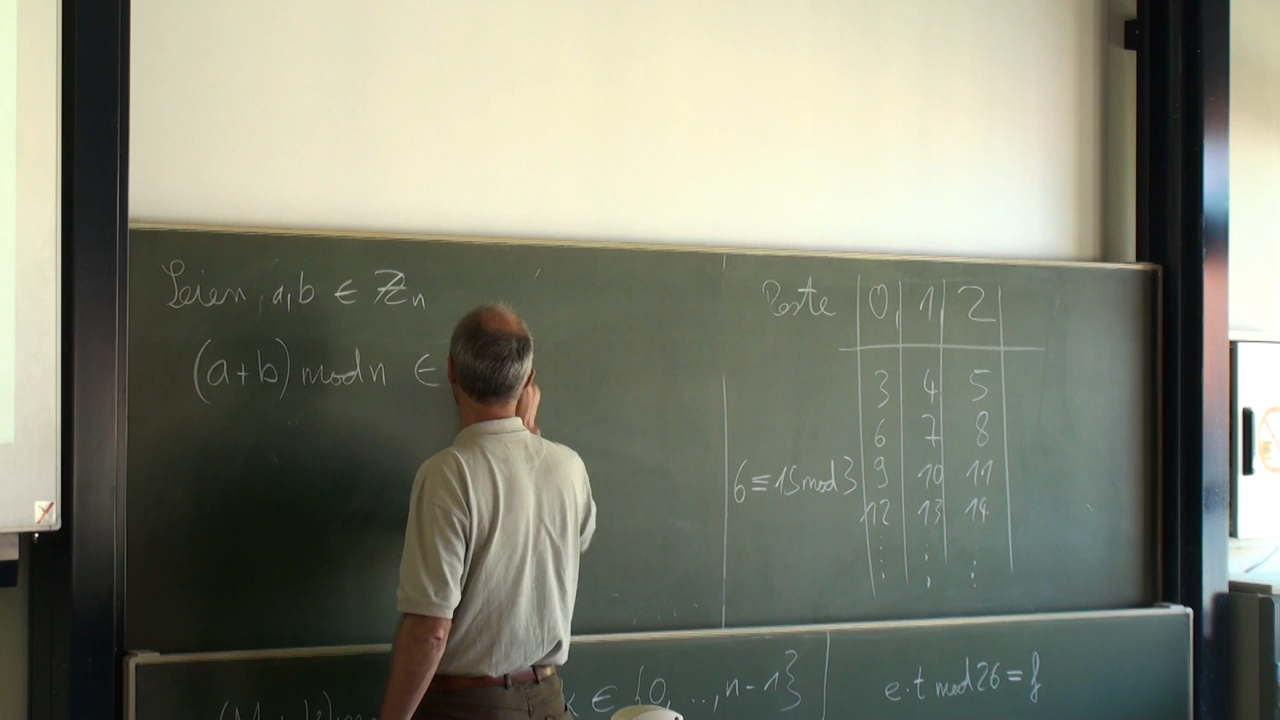 Seien a,b ∈ ℤn
(a+b) mod n ∈
Reste 0, 1, 2
3 4 5
6 7 8
6 ≡ 15 mod 3 9 10 11
12 13 14
⋮ ⋮ ⋮
∈ {0, ..., n-1}
e·t mod 26 = f